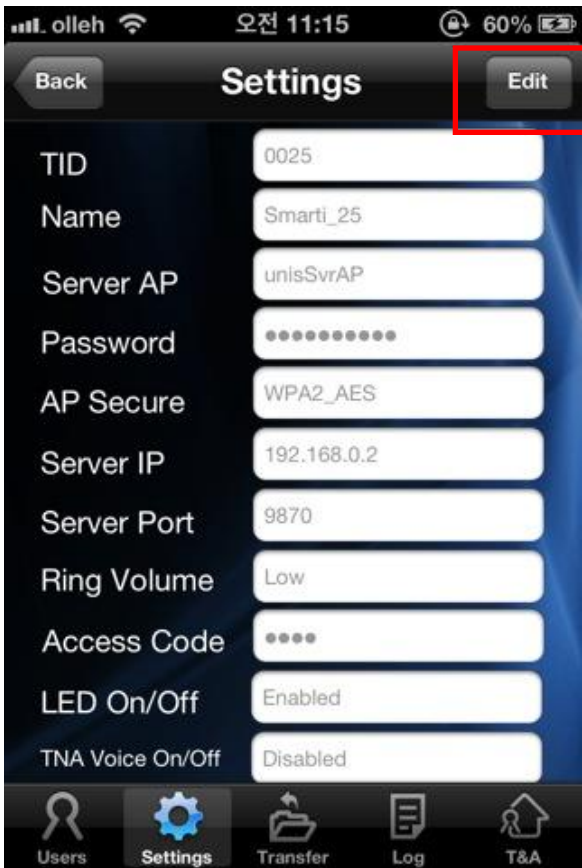 olleh 오전 11:15 60%
Back Settings Edit
TID 0025
Name Smarti_25
Server AP unisSvrAP
Password ●●●●●●●●●●
AP Secure WPA2_AES
Server IP 192.168.0.2
Server Port 9870
Ring Volume Low
Access Code ●●●●
LED On/Off Enabled
TNA Voice On/Off Disabled
Users Settings Transfer Log T&A